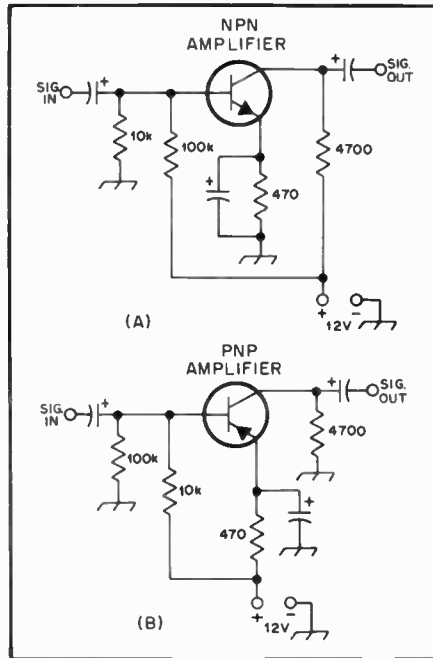 NPN
AMPLIFIER
SIG.
IN
+
+
SIG.
OUT
10k
100k
4700
+
470
+ -
12V
(A)
PNP
AMPLIFIER
SIG.
IN
+
+
SIG.
OUT
100k
10k
4700
+
470
+ -
12V
(B)